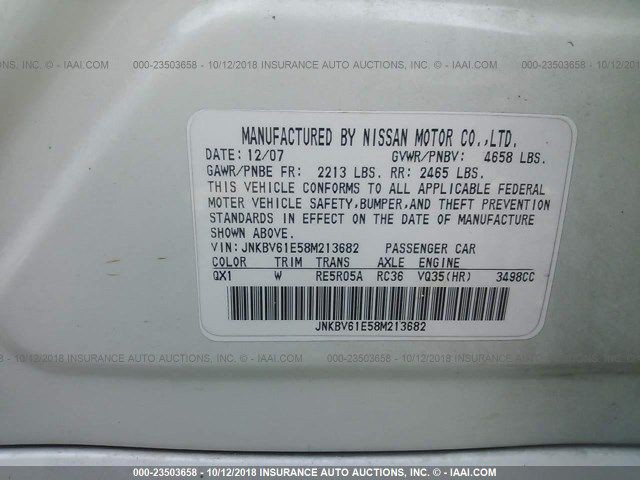 000-23503658 - 10/12/2018 INSURANCE AUTO AUCTIONS, INC. © - IAAI.COM
MANUFACTURED BY NISSAN MOTOR CO.,LTD.
DATE: 12/07 GVWR/PNBV: 4658 LBS.
GAWR/PNBE FR: 2213 LBS. RR: 2465 LBS.
THIS VEHICLE CONFORMS TO ALL APPLICABLE FEDERAL
MOTER VEHICLE SAFETY,BUMPER,AND THEFT PREVENTION
STANDARDS IN EFFECT ON THE DATE OF MANUFACTURE
SHOWN ABOVE.
VIN:JNKBV61E58M213682 PASSENGER CAR
COLOR TRIM TRANS AXLE ENGINE
QX1 W RE5R05A RC36 VQ35(HR) 3498CC
JNKBV61E58M213682
000-23503658 - 10/12/2018 INSURANCE AUTO AUCTIONS, INC. © - IAAI.COM
000-23503658 - 10/12/2018 INSURANCE AUTO AUCTIONS, INC. © - IAAI.COM